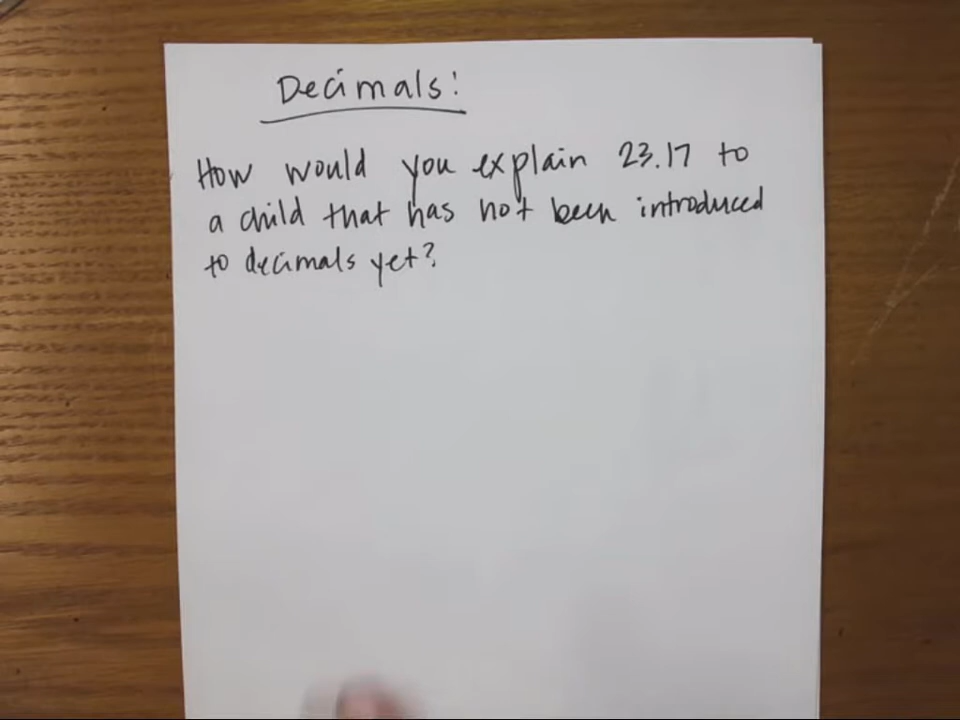 Decimals:
How would you explain 23.17 to
a child that has not been introduced
to decimals yet?